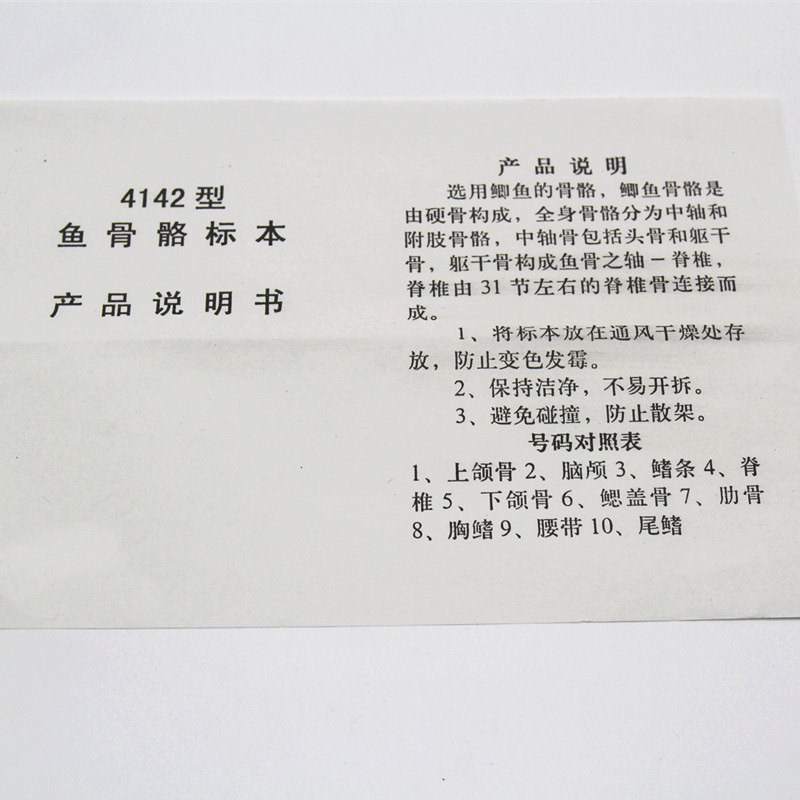 4142 型
鱼骨骼标本
产品说明书
产品说明
选用鲫鱼的骨骼，鲫鱼骨骼是
由硬骨构成，全身骨骼分为中轴和
附肢骨骼，中轴骨包括头骨和躯干
骨，躯干骨构成鱼骨之轴－脊椎，
脊椎由 31 节左右的脊椎骨连接而
成。
1、将标本放在通风干燥处存
放，防止变色发霉。
2、保持洁净，不易开拆。
3、避免碰撞，防止散架。
号码对照表
1、上颌骨 2、脑颅 3、鳍条 4、脊
椎 5、下颌骨 6、鳃盖骨 7、肋骨
8、胸鳍 9、腰带 10、尾鳍